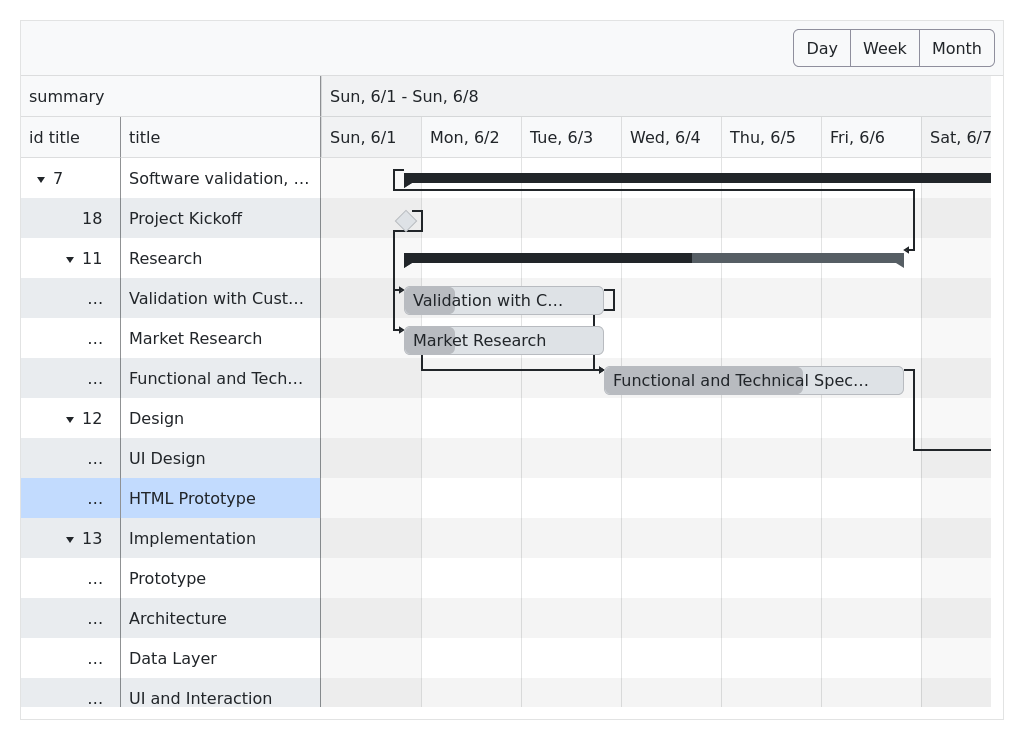 Day Week Month
summary Sun, 6/1 - Sun, 6/8
id title title Sun, 6/1 Mon, 6/2 Tue, 6/3 Wed, 6/4 Thu, 6/5 Fri, 6/6 Sat, 6/7
7 Software validation, ...
18 Project Kickoff
11 Research
... Validation with Cust... Validation with C...
... Market Research Market Research
... Functional and Tech... Functional and Technical Spec...
12 Design
... UI Design
... HTML Prototype
13 Implementation
... Prototype
... Architecture
... Data Layer
... UI and Interaction